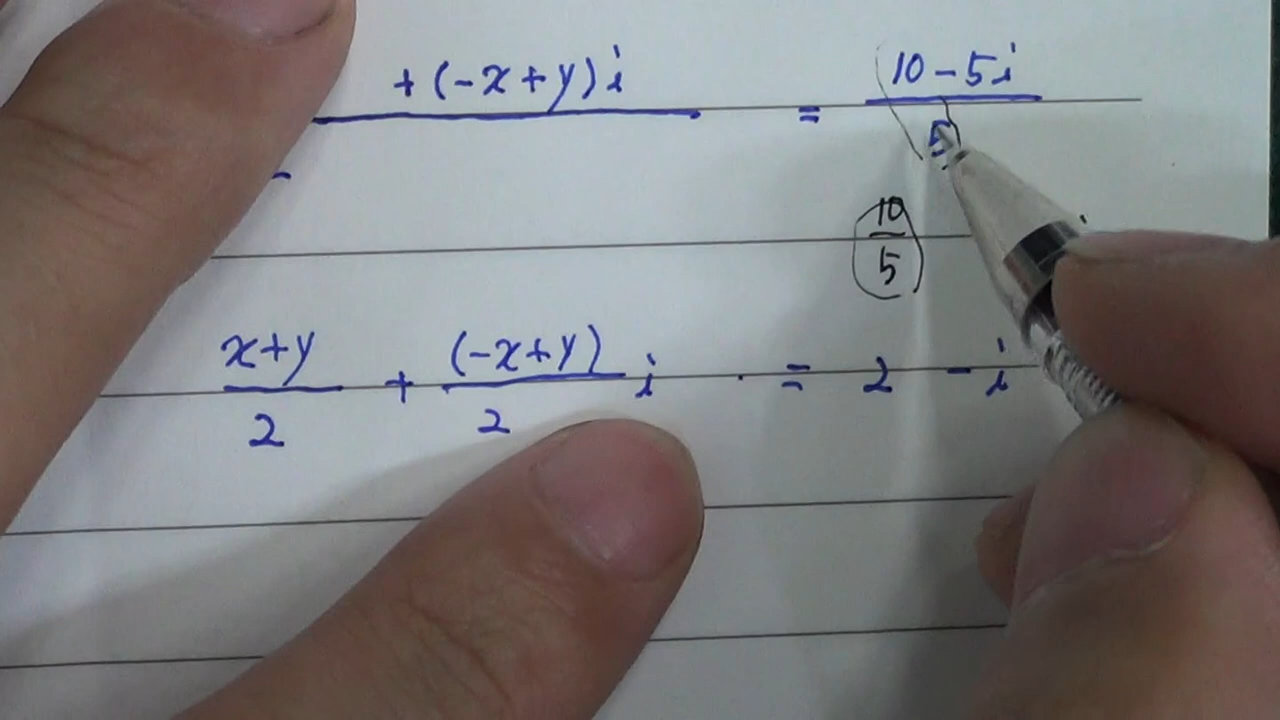 + (-x+y) i = 10 - 5i / 5
10 / 5
x+y / 2 + (-x+y) / 2 i = 2 - i